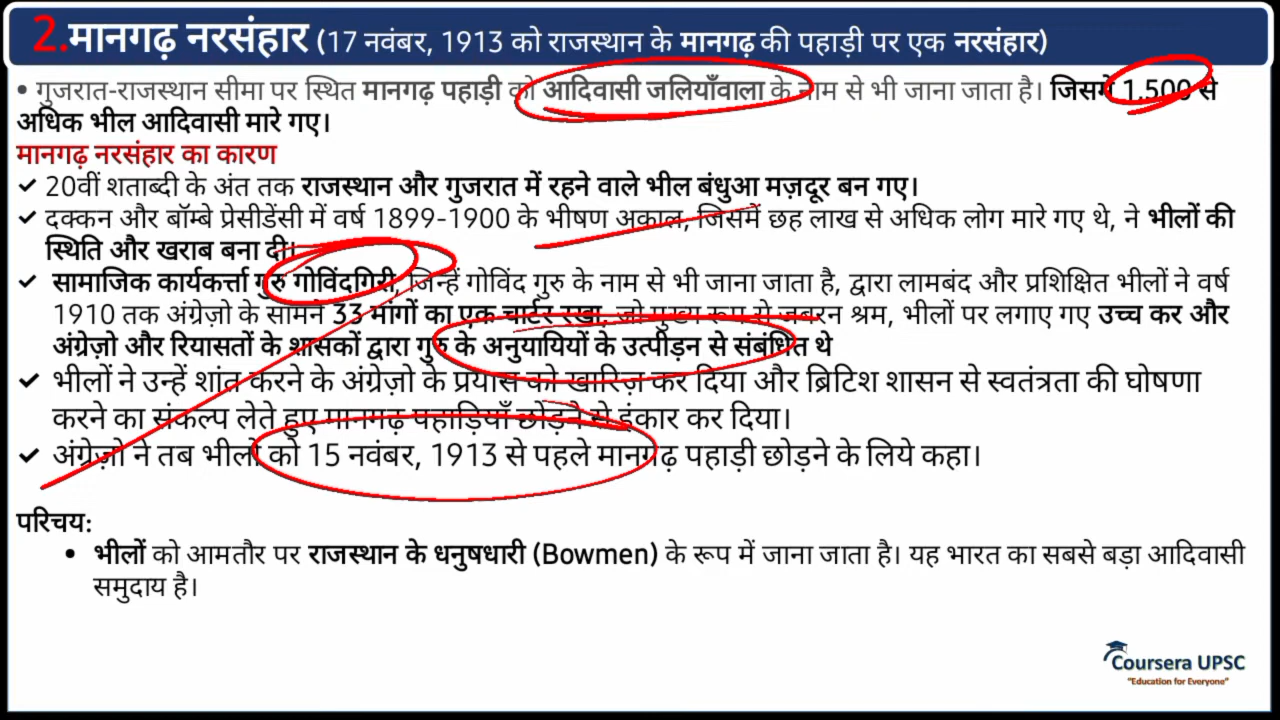 2.मानगढ़ नरसंहार (17 नवंबर, 1913 को राजस्थान के मानगढ़ की पहाड़ी पर एक नरसंहार)
• गुजरात-राजस्थान सीमा पर स्थित मानगढ़ पहाड़ी को आदिवासी जलियाँवाला के नाम से भी जाना जाता है। जिसमें 1,500 से
अधिक भील आदिवासी मारे गए।
मानगढ़ नरसंहार का कारण
✓ 20वीं शताब्दी के अंत तक राजस्थान और गुजरात में रहने वाले भील बंधुआ मज़दूर बन गए।
✓ दक्कन और बॉम्बे प्रेसीडेंसी में वर्ष 1899-1900 के भीषण अकाल, जिसमें छह लाख से अधिक लोग मारे गए थे, ने भीलों की
स्थिति और खराब बना दी।
✓ सामाजिक कार्यकर्त्ता गुरु गोविंदगिरी, जिन्हें गोविंद गुरु के नाम से भी जाना जाता है, द्वारा लामबंद और प्रशिक्षित भीलों ने वर्ष
1910 तक अंग्रेज़ो के सामने 33 मांगों का एक चार्टर रखा, जो मुख्य रूप से जबरन श्रम, भीलों पर लगाए गए उच्च कर और
अंग्रेज़ो और रियासतों के शासकों द्वारा गुरु के अनुयायियों के उत्पीड़न से संबंधित थे
✓ भीलों ने उन्हें शांत करने के अंग्रेज़ो के प्रयास को खारिज़ कर दिया और ब्रिटिश शासन से स्वतंत्रता की घोषणा
करने का संकल्प लेते हुए मानगढ़ पहाड़ियाँ छोड़ने से इंकार कर दिया।
✓ अंग्रेज़ो ने तब भीलों को 15 नवंबर, 1913 से पहले मानगढ़ पहाड़ी छोड़ने के लिये कहा।
परिचय:
• भीलों को आमतौर पर राजस्थान के धनुषधारी (Bowmen) के रूप में जाना जाता है। यह भारत का सबसे बड़ा आदिवासी
समुदाय है।
Coursera UPSC
"Education for Everyone"